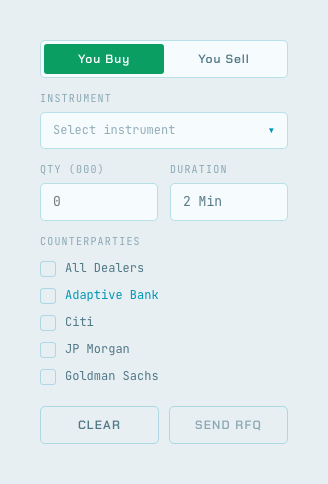 You Buy You Sell
INSTRUMENT
Select instrument ▾
QTY (000) DURATION
0 2 Min
COUNTERPARTIES
All Dealers
Adaptive Bank
Citi
JP Morgan
Goldman Sachs
CLEAR SEND RFQ